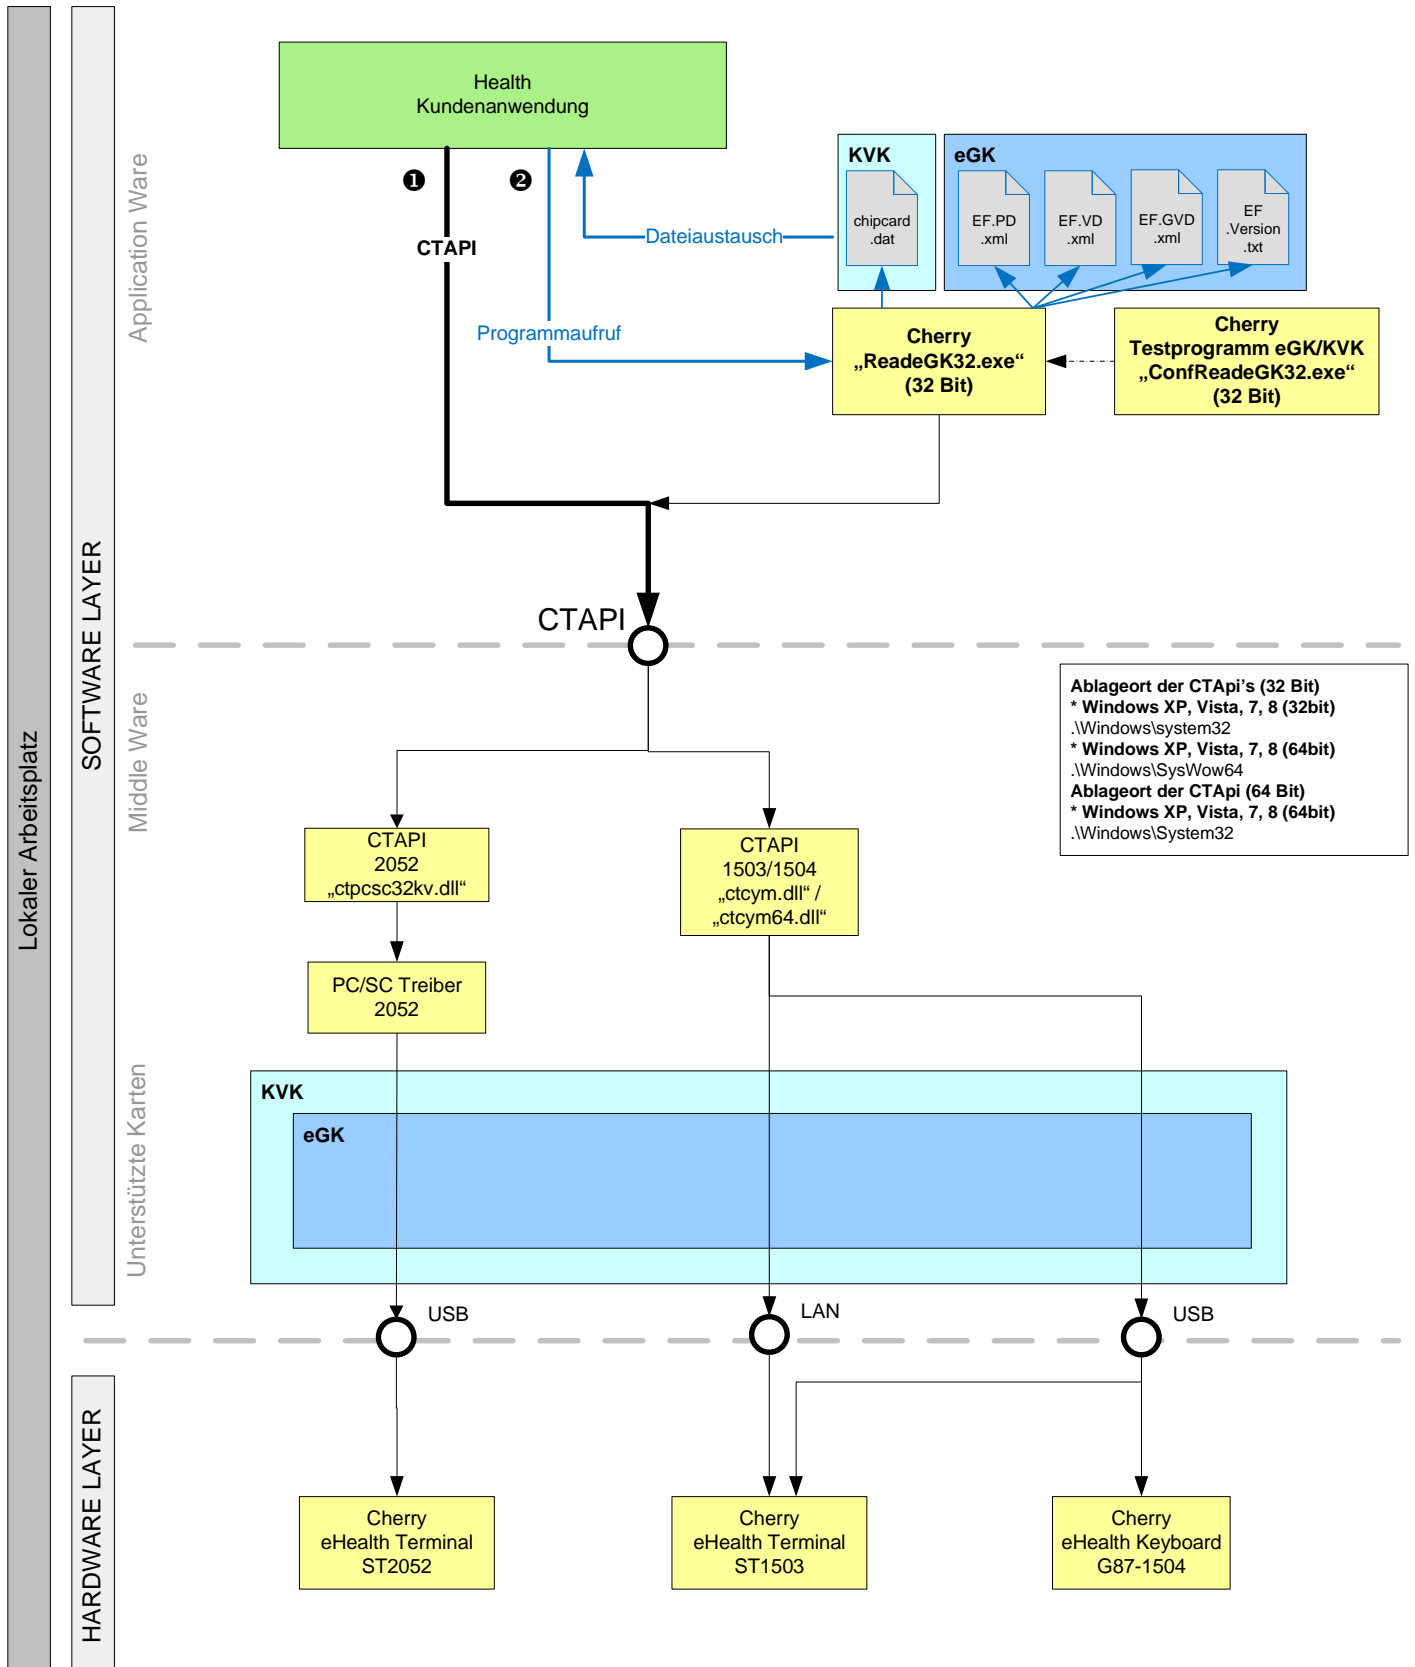 Health
Kundenanwendung
❶
❷
CTAPI
Dateiaustausch
Programmaufruf
KVK
chipcard
.dat
eGK
EF.PD
.xml
EF.VD
.xml
EF.GVD
.xml
EF
.Version
.txt
Cherry
„ReadeGK32.exe“
(32 Bit)
Cherry
Testprogramm eGK/KVK
„ConfReadeGK32.exe“
(32 Bit)
Application Ware
CTAPI
Lokaler Arbeitsplatz
SOFTWARE LAYER
Middle Ware
Ablageort der CTApi’s (32 Bit)
* Windows XP, Vista, 7, 8 (32bit)
.\Windows\system32
* Windows XP, Vista, 7, 8 (64bit)
.\Windows\SysWow64
Ablageort der CTApi (64 Bit)
* Windows XP, Vista, 7, 8 (64bit)
.\Windows\System32
CTAPI
2052
„ctpcsc32kv.dll“
CTAPI
1503/1504
„ctcym.dll“ /
„ctcym64.dll“
PC/SC Treiber
2052
Unterstützte Karten
KVK
eGK
USB
LAN
USB
HARDWARE LAYER
Cherry
eHealth Terminal
ST2052
Cherry
eHealth Terminal
ST1503
Cherry
eHealth Keyboard
G87-1504